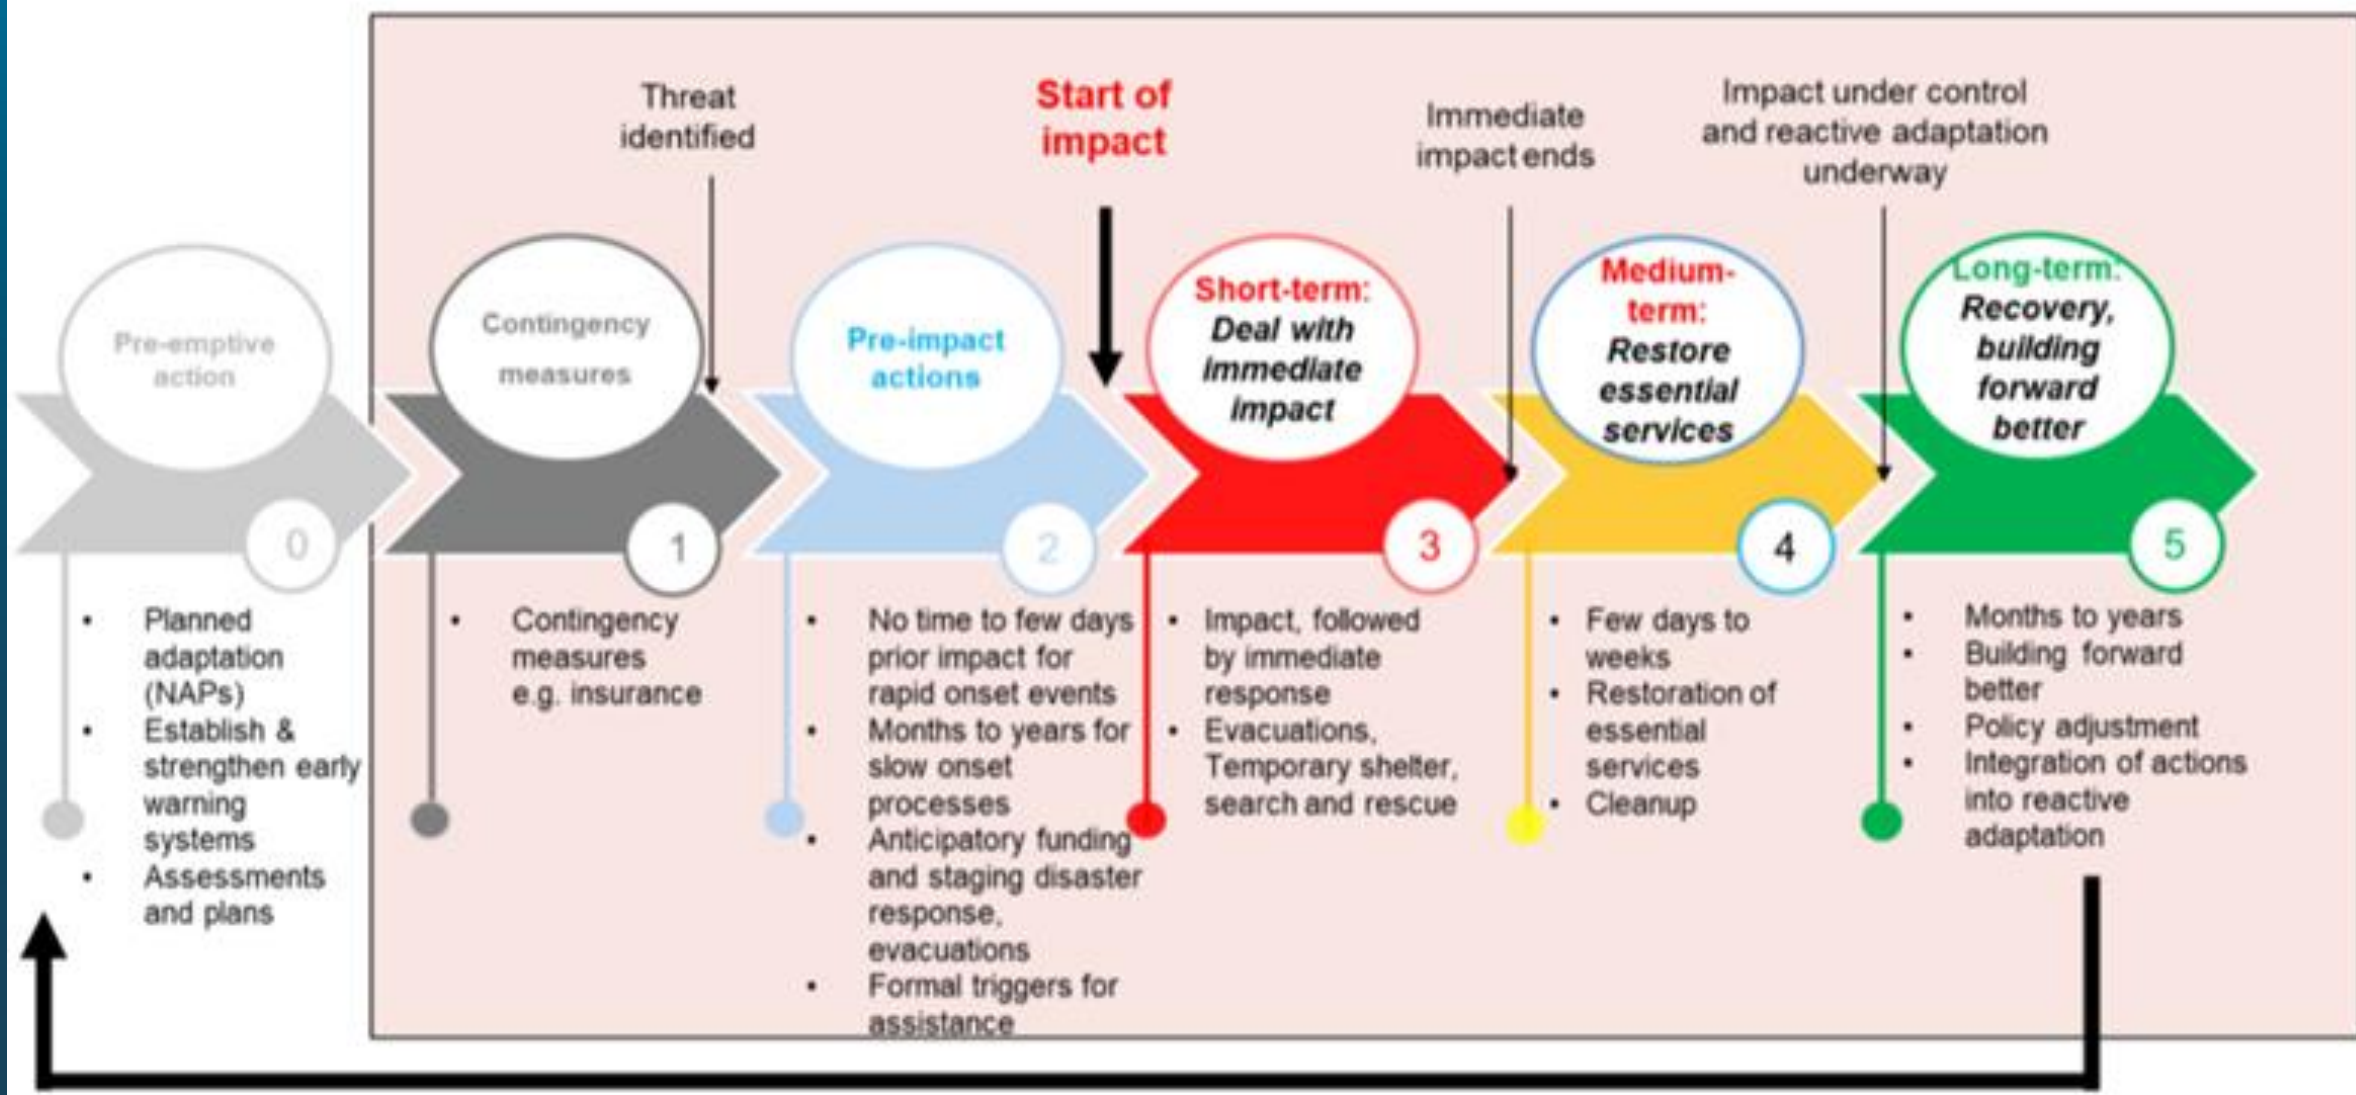 Threat
identified
Start of
impact
Immediate
impact ends
Impact under control
and reactive adaptation
underway
Pre-emptive
action
0
Contingency
measures
1
Pre-impact
actions
2
Short-term:
Deal with
immediate
impact
3
Medium-
term:
Restore
essential
services
4
Long-term:
Recovery,
building
forward
better
5
• Planned
adaptation
(NAPs)
• Establish &
strengthen early
warning
systems
• Assessments
and plans
• Contingency
measures
e.g. insurance
• No time to few days
prior impact for
rapid onset events
• Months to years for
slow onset
processes
• Anticipatory funding
and staging disaster
response,
evacuations
• Formal triggers for
assistance
• Impact, followed
by immediate
response
• Evacuations,
Temporary shelter,
search and rescue
• Few days to
weeks
• Restoration of
essential
services
• Cleanup
• Months to years
• Building forward
better
• Policy adjustment
• Integration of actions
into reactive
adaptation